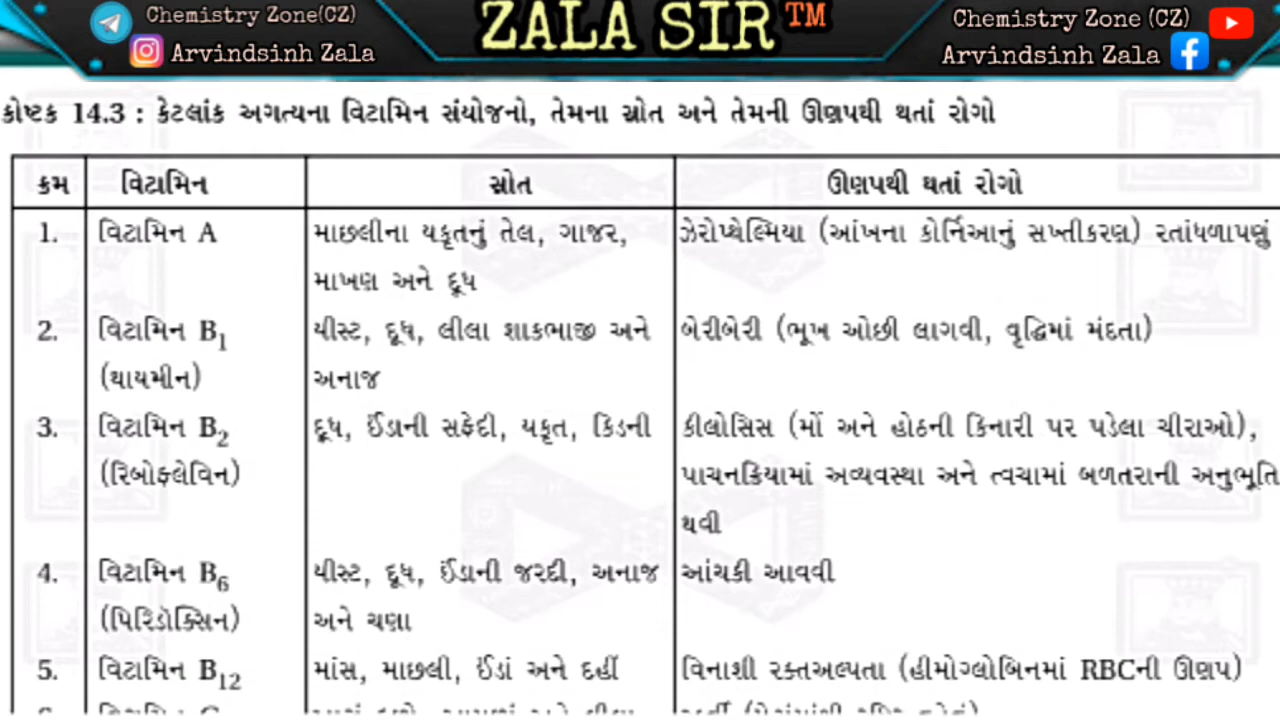 Chemistry Zone(CZ)
Arvindsinh Zala
ZALA SIR™
Chemistry Zone (CZ)
Arvindsinh Zala
કોષ્ટક 14.3 : કેટલાંક અગત્યના વિટામિન સંયોજનો, તેમના સ્રોત અને તેમની ઊણપથી થતાં રોગો
ક્રમ વિટામિન સ્રોત ઊણપથી થતાં રોગો
1. વિટામિન A માછલીના યકૃતનું તેલ, ગાજર, ઝેરોપ્થેલ્મિયા (આંખના કોર્નિઆનું સખ્તીકરણ) રતાંધળાપણું
માખણ અને દૂધ
2. વિટામિન B₁ યીસ્ટ, દૂધ, લીલા શાકભાજી અને બેરીબેરી (ભૂખ ઓછી લાગવી, વૃદ્ધિમાં મંદતા)
(થાયમીન) અનાજ
3. વિટામિન B₂ દૂધ, ઈંડાની સફેદી, યકૃત, કિડની કીલોસિસ (મોં અને હોઠની કિનારી પર પડેલા ચીરાઓ),
(રિબોફ્લેવિન) પાચનક્રિયામાં અવ્યવસ્થા અને ત્વચામાં બળતરાની અનુભૂતિ
થવી
4. વિટામિન B₆ યીસ્ટ, દૂધ, ઈંડાની જરદી, અનાજ આંચકી આવવી
(પિરિડોક્સિન) અને ચણા
5. વિટામિન B₁₂ માંસ, માછલી, ઈંડાં અને દહીં વિનાશી રક્તઅલ્પતા (હીમોગ્લોબિનમાં RBCની ઊણપ)